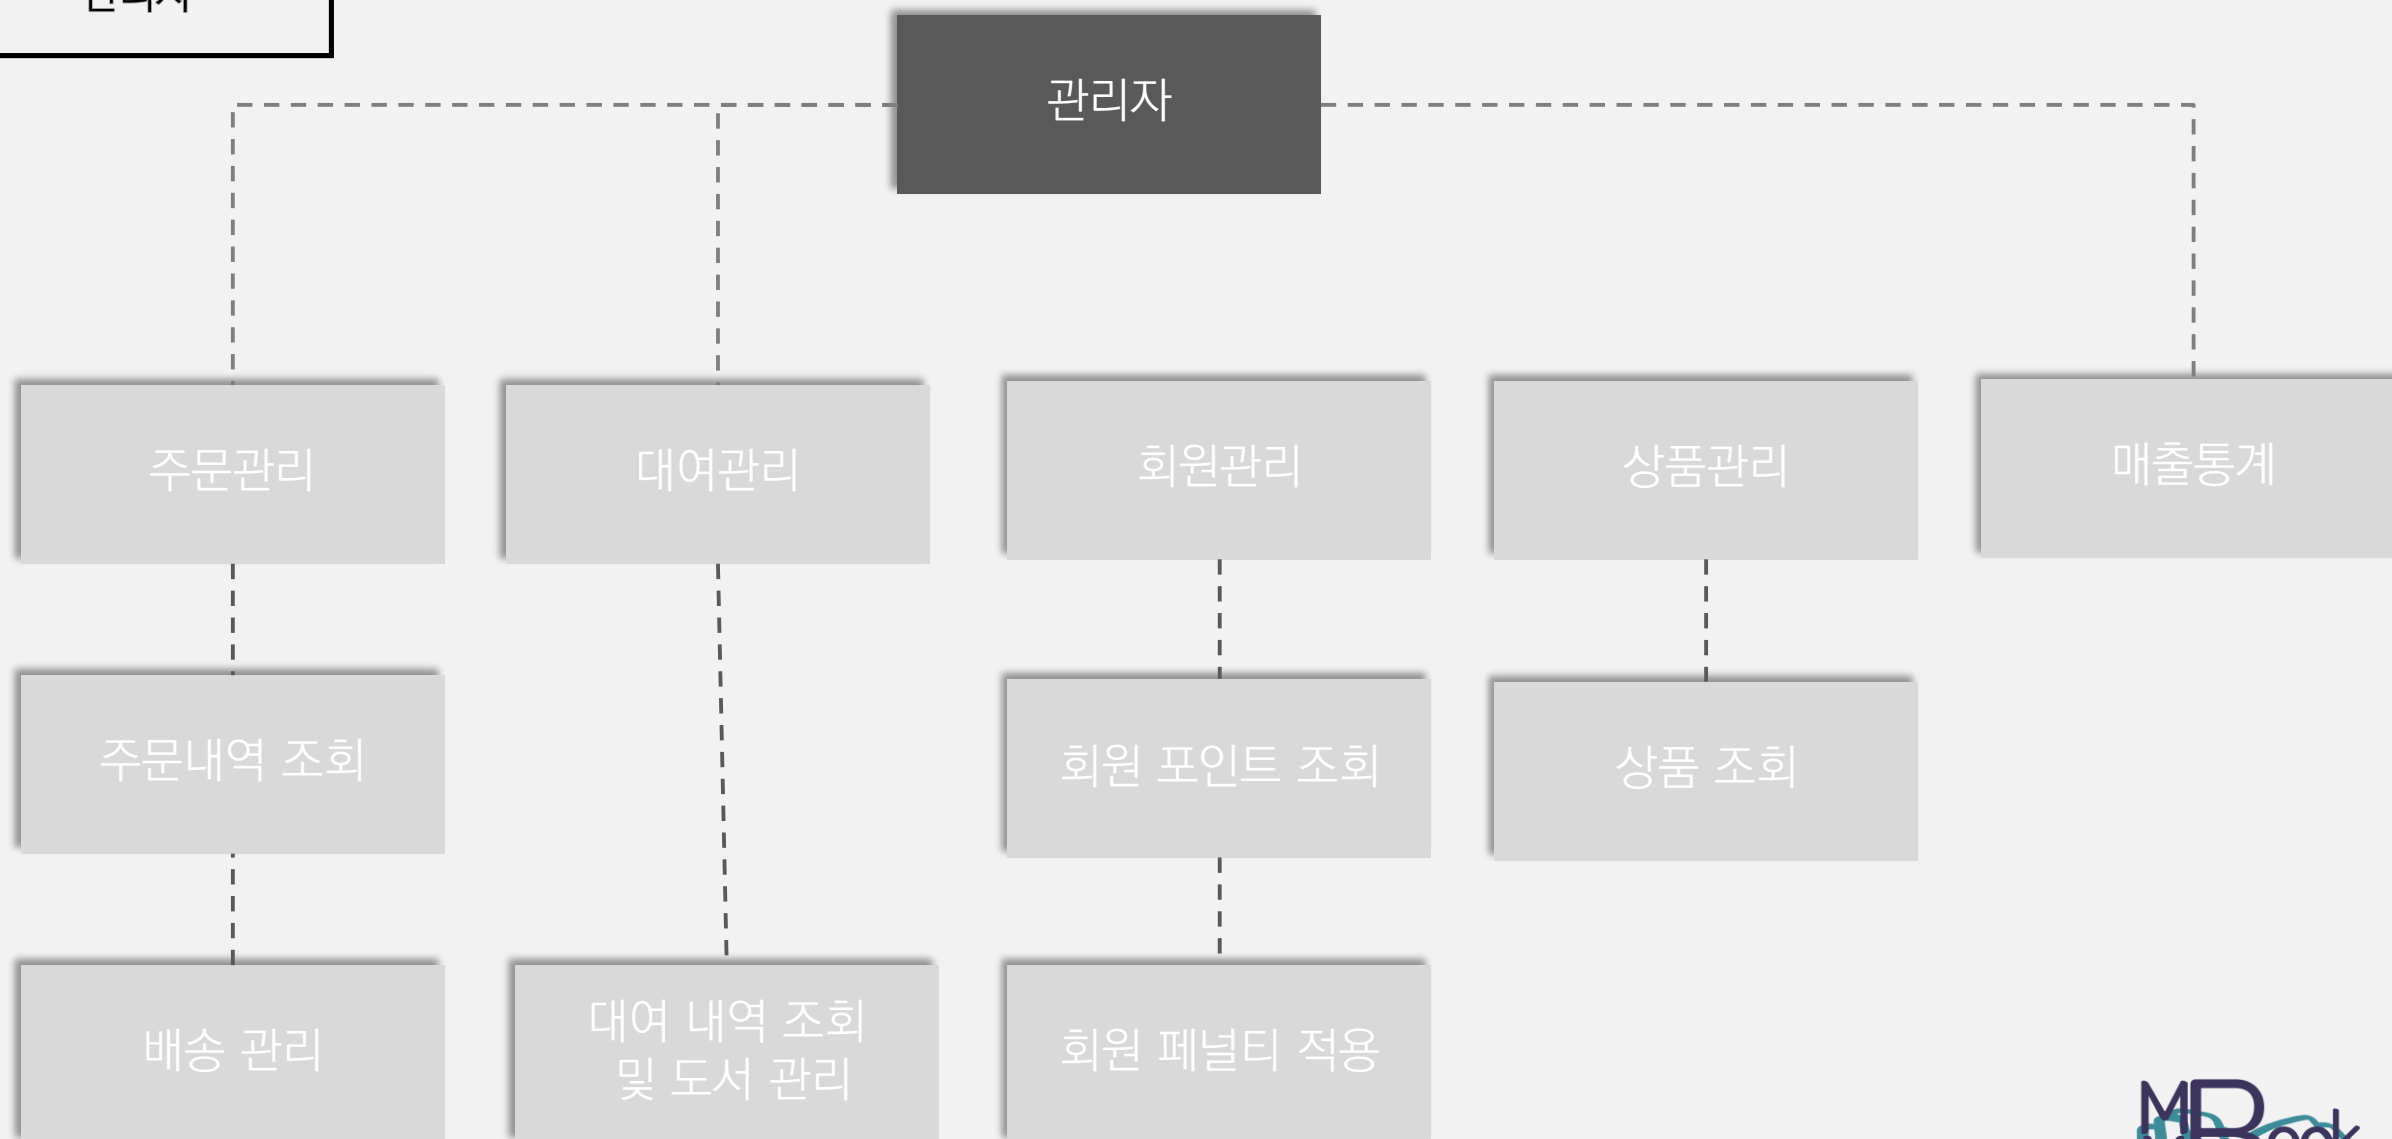 관리자
관리자
주문관리
대여관리
회원관리
상품관리
매출통계
주문내역 조회
회원 포인트 조회
상품 조회
배송 관리
대여 내역 조회
및 도서 관리
회원 페널티 적용